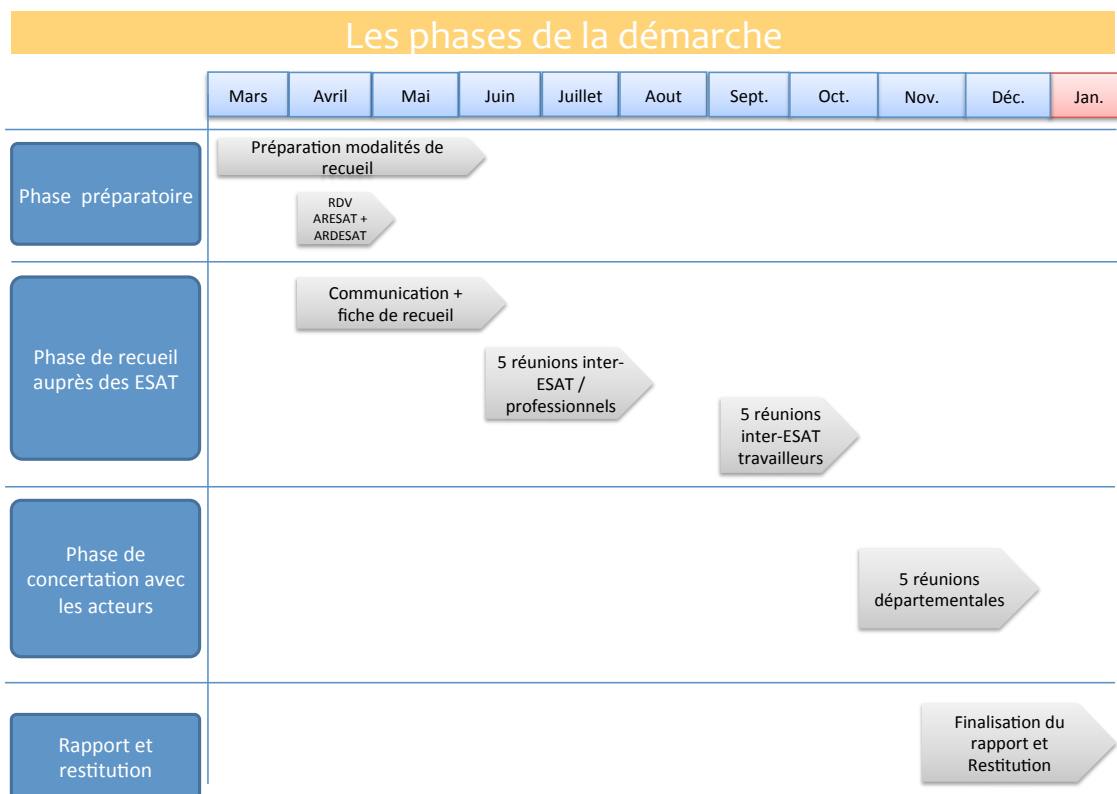 Les phases de la démarche
Mars Avril Mai Juin Juillet Aout Sept. Oct. Nov. Déc. Jan.
Phase préparatoire
Préparation modalités de
recueil
RDV
ARESAT +
ARDESAT
Phase de recueil
auprès des ESAT
Communication +
fiche de recueil
5 réunions inter-
ESAT /
professionnels
5 réunions
inter-ESAT
travailleurs
Phase de
concertation avec
les acteurs
5 réunions
départementales
Rapport et
restitution
Finalisation du
rapport et
Restitution